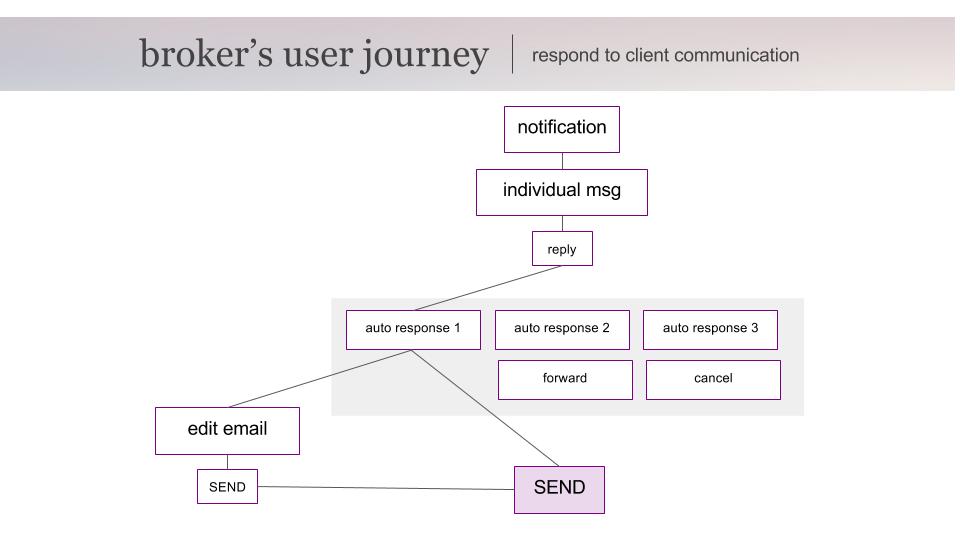 broker’s user journey
respond to client communication
notification
individual msg
reply
auto response 1
auto response 2
auto response 3
forward
cancel
edit email
SEND
SEND